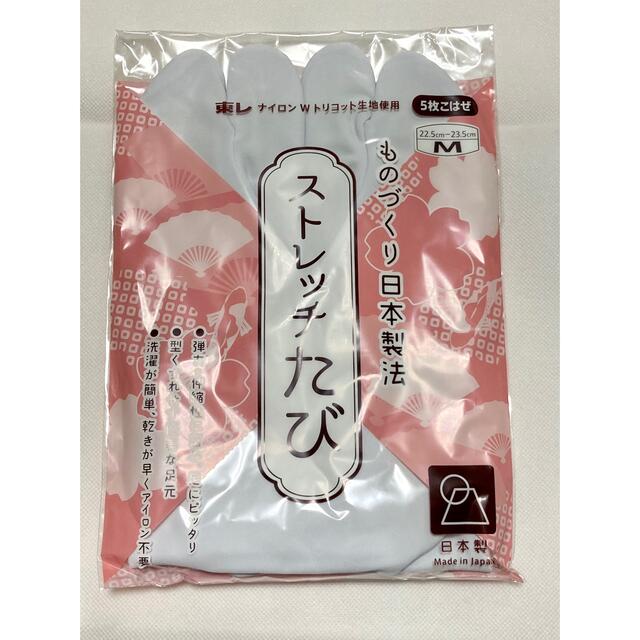 東レ ナイロンWトリコット生地使用
5枚こはぜ
22.5cm－23.5cm
M
ものづくり日本製法
ストレッチたび
●弾 伸縮 にピッタリ
●型く な足元
●洗濯が簡単、乾きが早くアイロン不要
日本製
Made in Japan